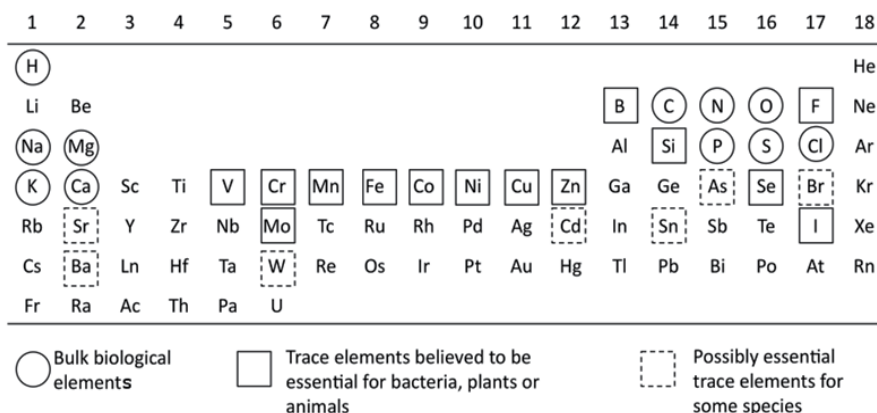 1 2 3 4 5 6 7 8 9 10 11 12 13 14 15 16 17 18
H He
Li Be B C N O F Ne
Na Mg Al Si P S Cl Ar
K Ca Sc Ti V Cr Mn Fe Co Ni Cu Zn Ga Ge As Se Br Kr
Rb Sr Y Zr Nb Mo Tc Ru Rh Pd Ag Cd In Sn Sb Te I Xe
Cs Ba Ln Hf Ta W Re Os Ir Pt Au Hg Tl Pb Bi Po At Rn
Fr Ra Ac Th Pa U
Bulk biological
elements
Trace elements believed to be
essential for bacteria, plants or
animals
Possibly essential
trace elements for
some species